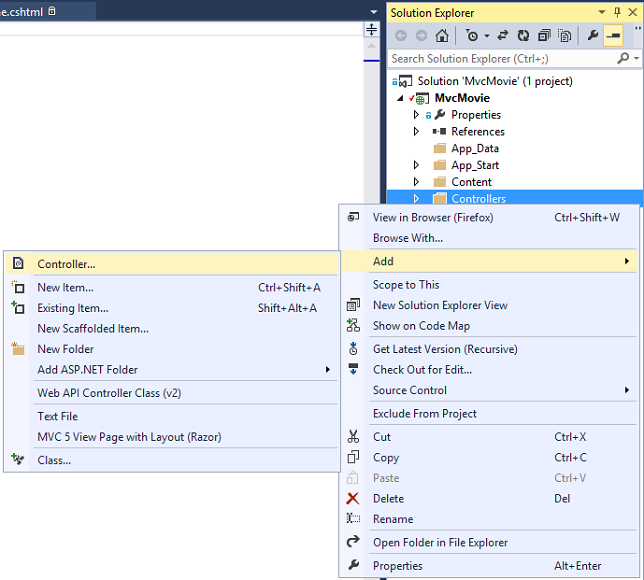 ne.cshtml
Solution Explorer
Search Solution Explorer (Ctrl+;)
Solution 'MvcMovie' (1 project)
MvcMovie
Properties
References
App_Data
App_Start
Content
Controllers
View in Browser (Firefox) Ctrl+Shift+W
Browse With...
Add
Scope to This
New Solution Explorer View
Show on Code Map
Get Latest Version (Recursive)
Check Out for Edit...
Source Control
Exclude From Project
Cut Ctrl+X
Copy Ctrl+C
Paste Ctrl+V
Delete Del
Rename
Open Folder in File Explorer
Properties Alt+Enter
Controller...
New Item... Ctrl+Shift+A
Existing Item... Shift+Alt+A
New Scaffolded Item...
New Folder
Add ASP.NET Folder
Web API Controller Class (v2)
Text File
MVC 5 View Page with Layout (Razor)
Class...